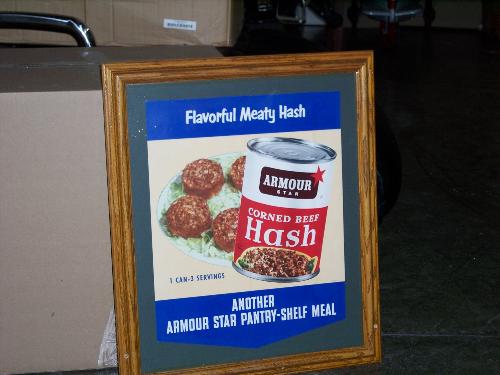 Flavorful Meaty Hash
ARMOUR
STAR
CORNED BEEF
Hash
1 CAN-3 SERVINGS
ANOTHER
ARMOUR STAR PANTRY-SHELF MEAL